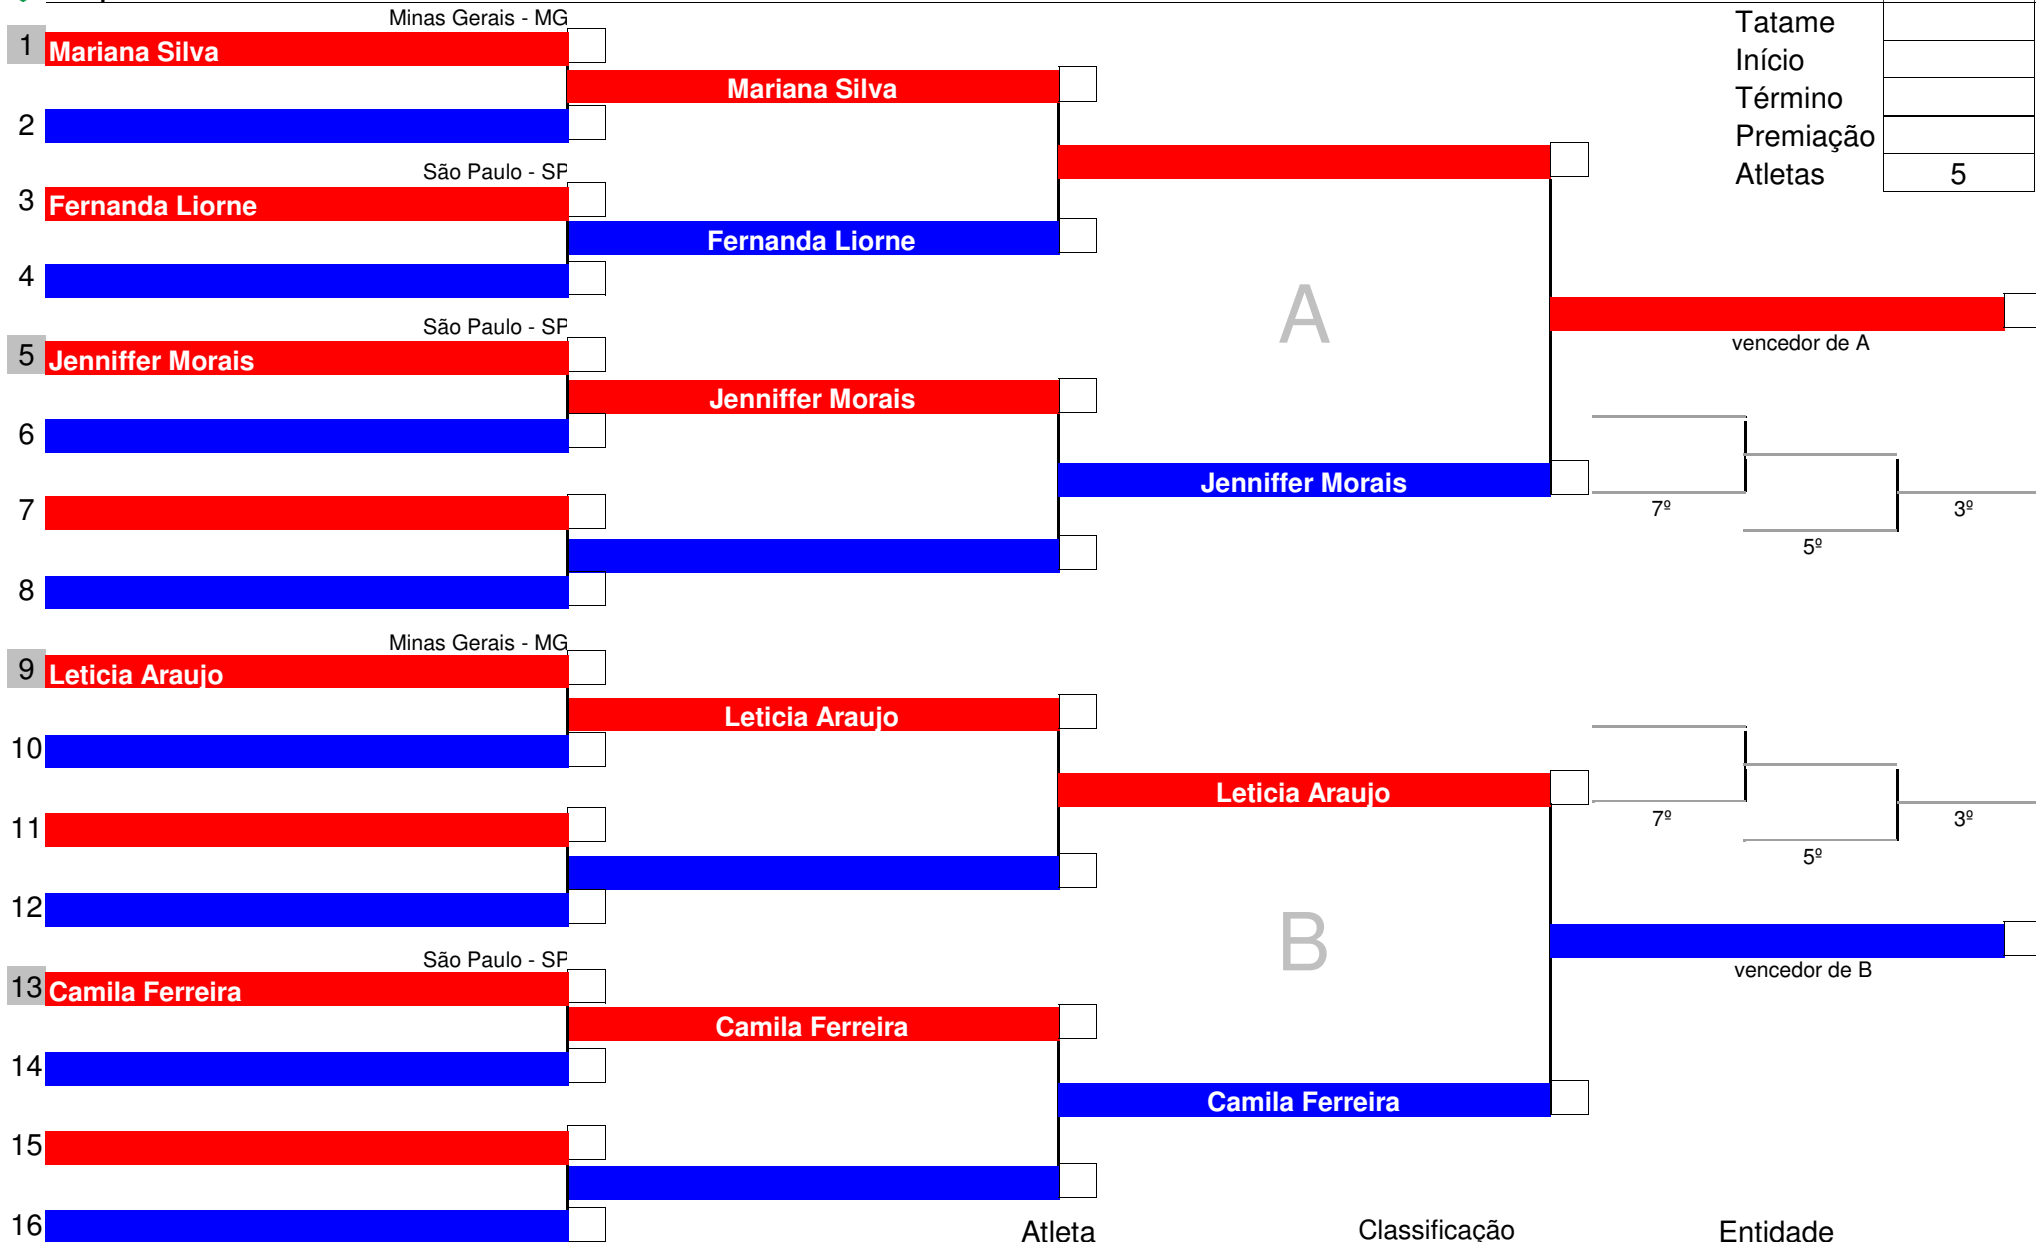 Minas Gerais - MG
1 Mariana Silva
Mariana Silva
2
São Paulo - SP
3 Fernanda Liorne
Fernanda Liorne
4
São Paulo - SP
5 Jenniffer Morais
Jenniffer Morais
6
Jenniffer Morais
7
8
A
Tatame
Início
Término
Premiação
Atletas 5
vencedor de A
7º
5º
3º
Minas Gerais - MG
9 Leticia Araujo
Leticia Araujo
10
Leticia Araujo
11
12
B
São Paulo - SP
13 Camila Ferreira
Camila Ferreira
14
Camila Ferreira
15
16
7º
5º
3º
vencedor de B
Atleta Classificação Entidade